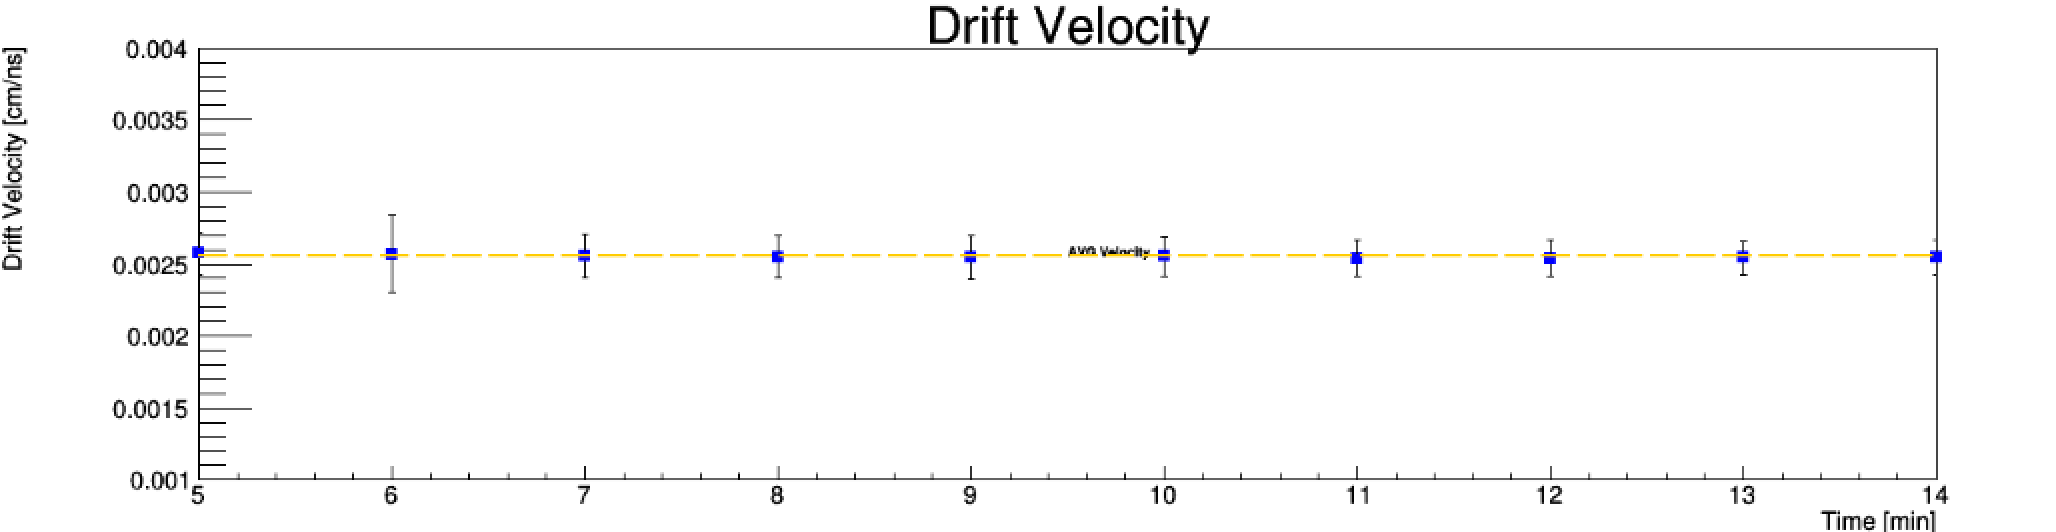 Drift Velocity
Drift Velocity [cm/ns]
0.004
0.0035
0.003
0.0025
0.002
0.0015
0.001
AVG Velocity
5 6 7 8 9 10 11 12 13 14
Time [min]